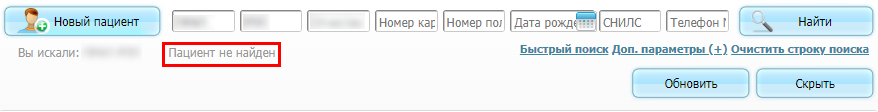 Новый пациент Номер кар Номер пол Дата рожде СНИЛС Телефон Найти
Вы искали: Пациент не найден Быстрый поиск Доп. параметры (+) Очистить строку поиска
Обновить Скрыть